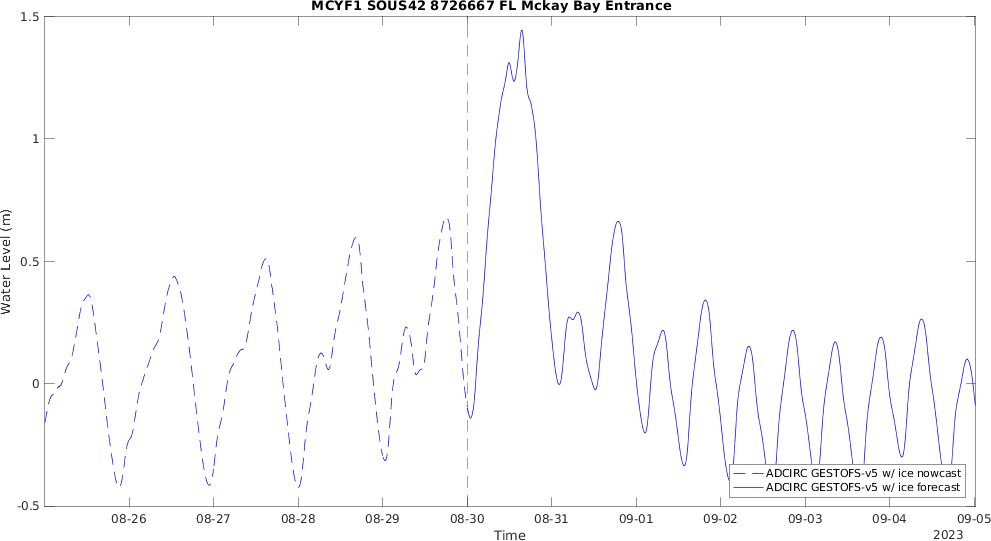 MCYF1 SOUS42 8726667 FL Mckay Bay Entrance
Water Level (m)
1.5
1
0.5
0
-0.5
ADCIRC GESTOFS-v5 w/ ice nowcast
ADCIRC GESTOFS-v5 w/ ice forecast
08-26 08-27 08-28 08-29 08-30 08-31 09-01 09-02 09-03 09-04 09-05
Time
2023